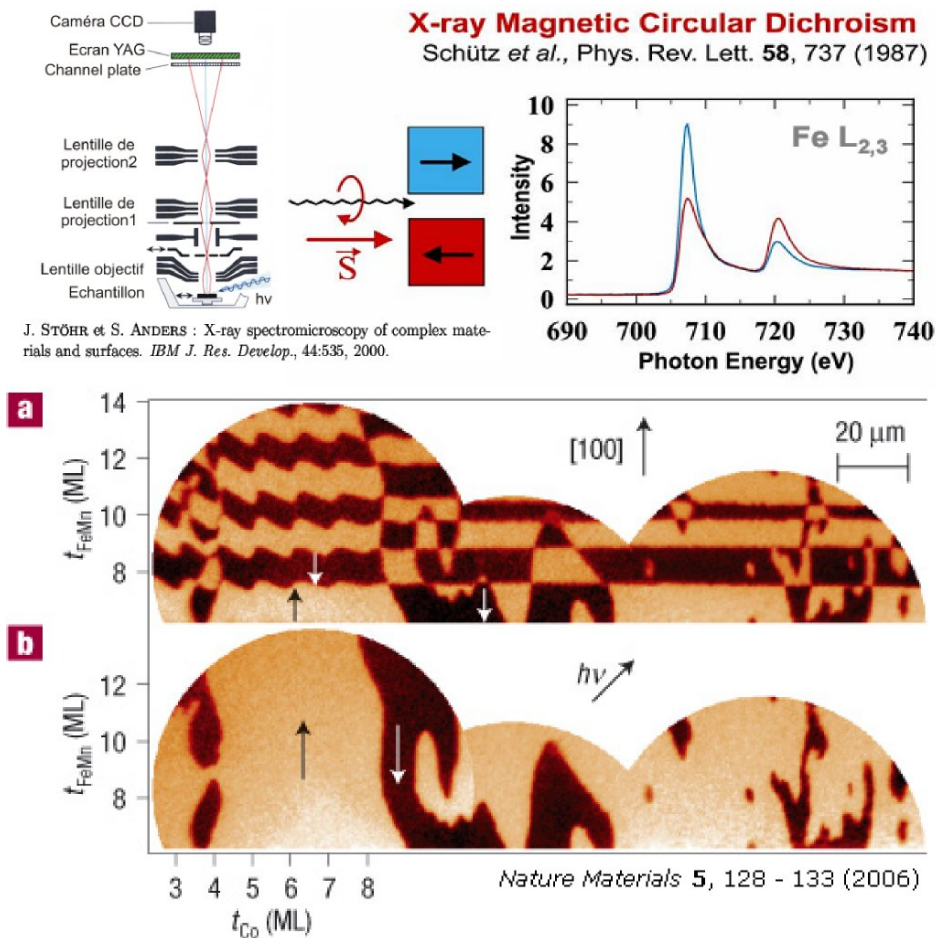 Caméra CCD
Ecran YAG
Channel plate
Lentille de
projection2
Lentille de
projection1
Lentille objectif
Echantillon
hν
J. STÖHR et S. ANDERS : X-ray spectromicroscopy of complex mate-
rials and surfaces. IBM J. Res. Develop., 44:535, 2000.
X-ray Magnetic Circular Dichroism
Schütz et al., Phys. Rev. Lett. 58, 737 (1987)
S
10
8
6
4
2
0
Intensity
Fe L2,3
690 700 710 720 730 740
Photon Energy (eV)
a
14
12
10
8
tFeMn (ML)
[100]
20 µm
b
12
10
8
tFeMn (ML)
hν
3 4 5 6 7 8
tCo (ML)
Nature Materials 5, 128 - 133 (2006)